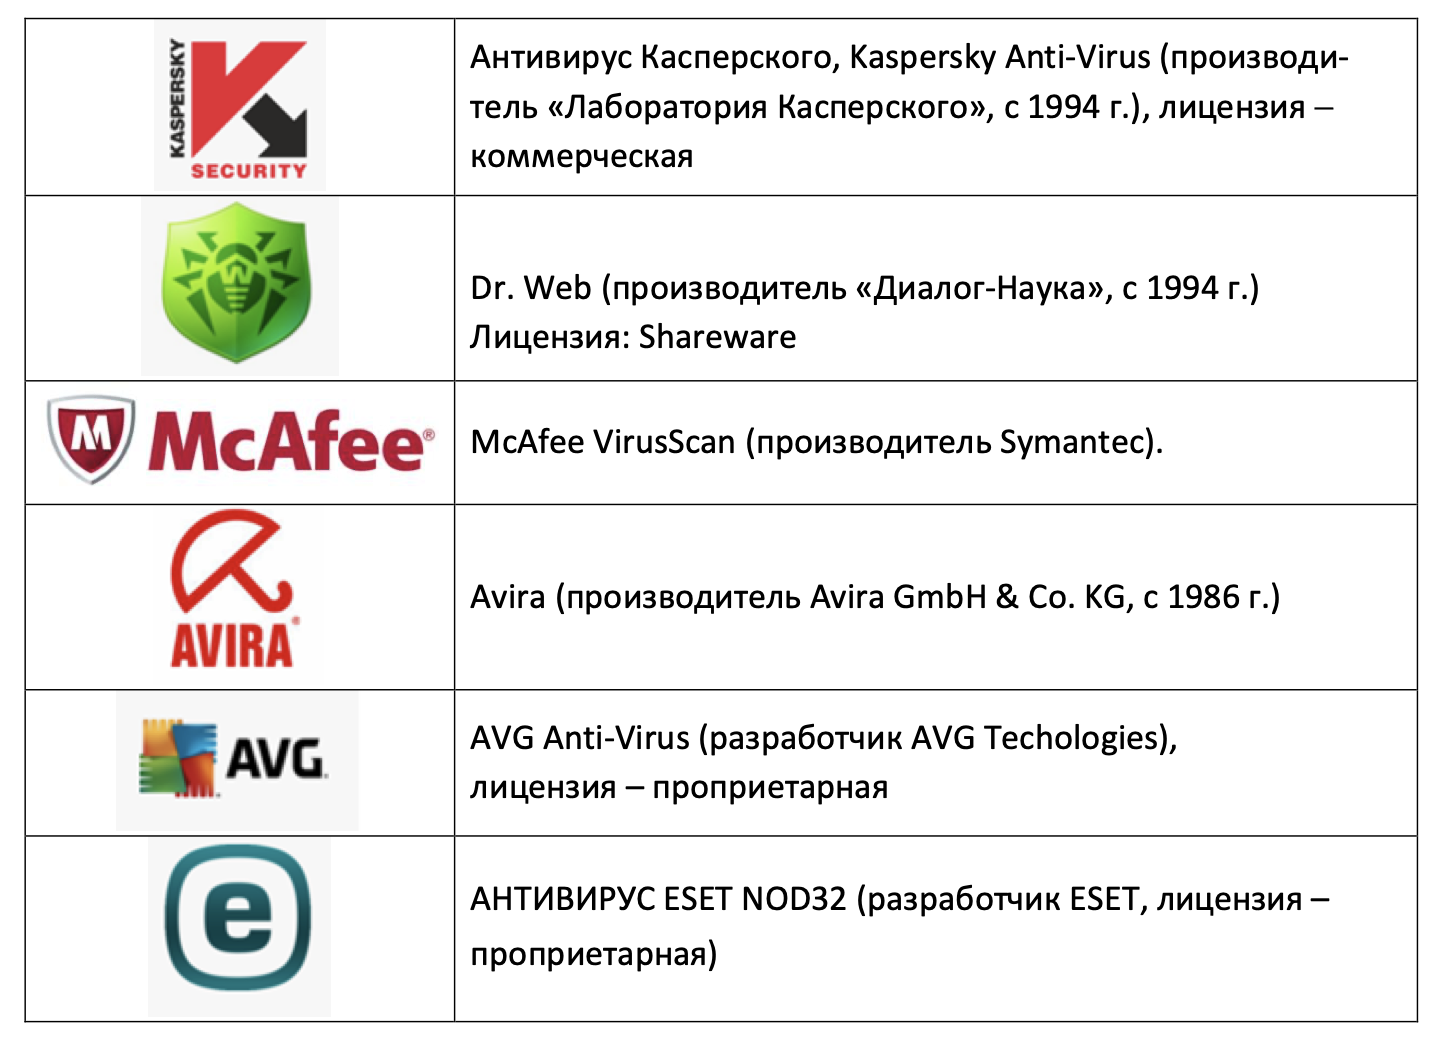 KASPERSKY
SECURITY
Антивирус Касперского, Kaspersky Anti-Virus (производи-
тель «Лаборатория Касперского», с 1994 г.), лицензия –
коммерческая
Dr. Web (производитель «Диалог-Наука», с 1994 г.)
Лицензия: Shareware
M McAfee®
McAfee VirusScan (производитель Symantec).
AVIRA®
Avira (производитель Avira GmbH & Co. KG, с 1986 г.)
AVG.
AVG Anti-Virus (разработчик AVG Techologies),
лицензия – проприетарная
e
АНТИВИРУС ESET NOD32 (разработчик ESET, лицензия –
проприетарная)